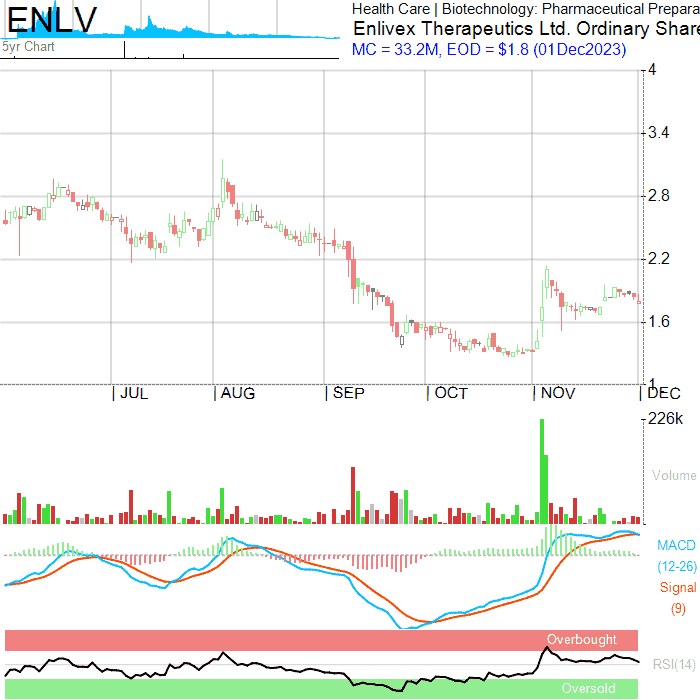 ENLV
Health Care | Biotechnology: Pharmaceutical Prepara
Enlivex Therapeutics Ltd. Ordinary Share
MC = 33.2M, EOD = $1.8 (01Dec2023)
5yr Chart
4
3.4
2.8
2.2
1.6
1
JUL AUG SEP OCT NOV DEC
226k
Volume
MACD
(12-26)
Signal
(9)
Overbought
RSI(14)
Oversold